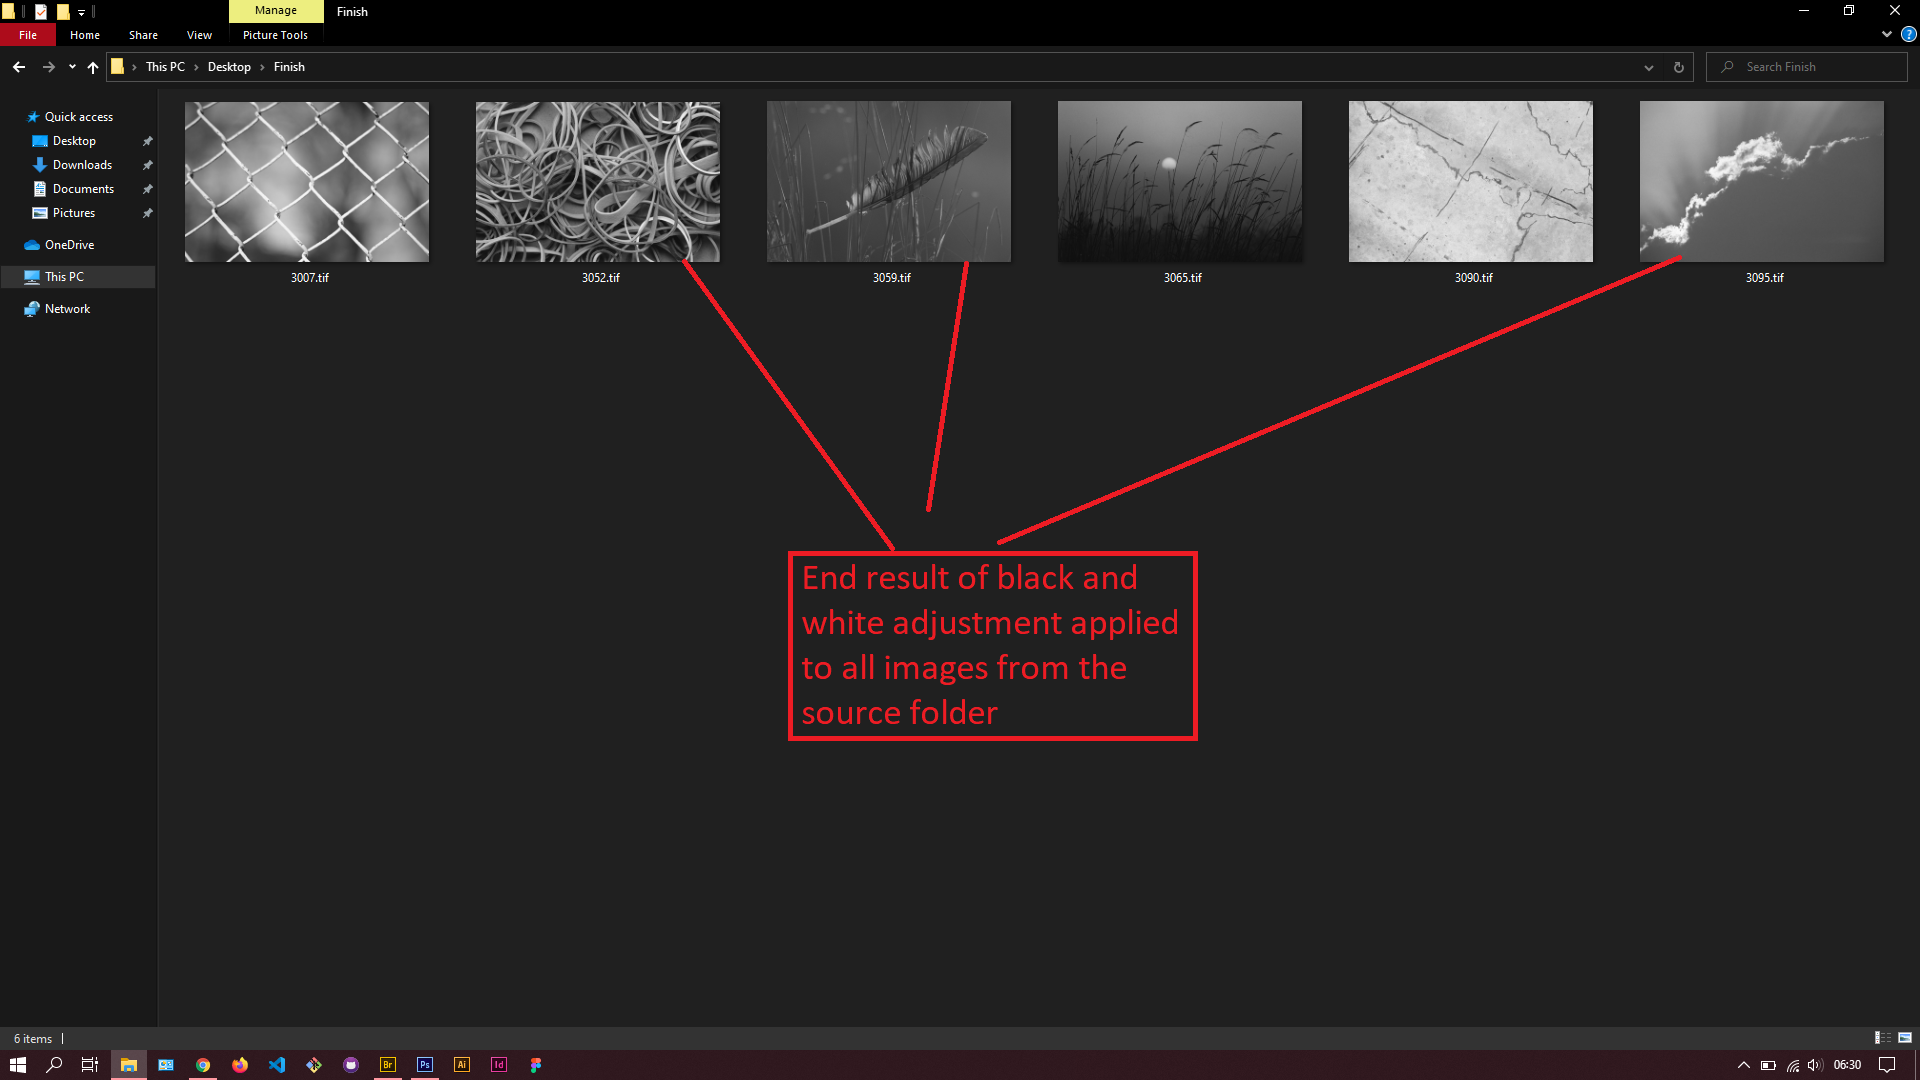 Manage
Finish
File
Home
Share
View
Picture Tools
This PC
Desktop
Finish
Search Finish
Quick access
Desktop
Downloads
Documents
Pictures
OneDrive
This PC
Network
3007.tif
3052.tif
3059.tif
3065.tif
3090.tif
3095.tif
End result of black and
white adjustment applied
to all images from the
source folder
6 items
Br
Ps
Ai
Id
06:30